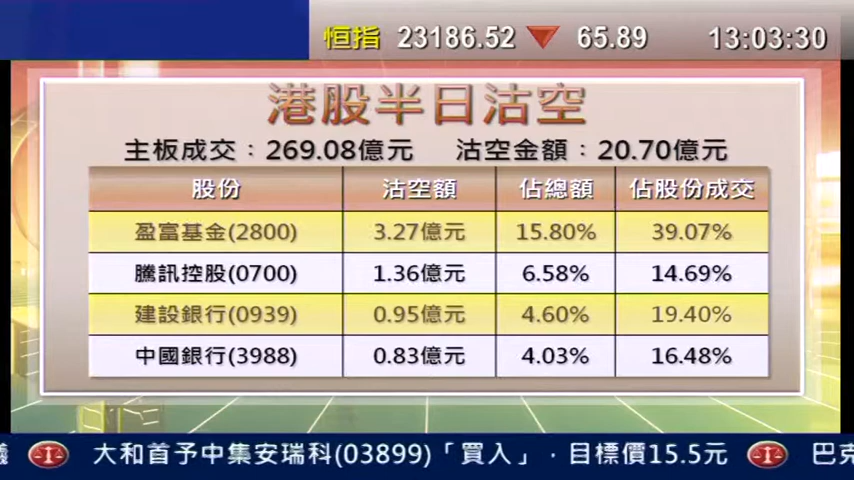 恒指 23186.52 ▼ 65.89 13:03:30
港股半日沽空
主板成交：269.08億元 沽空金額：20.70億元
股份 沽空額 佔總額 佔股份成交
盈富基金(2800) 3.27億元 15.80% 39.07%
騰訊控股(0700) 1.36億元 6.58% 14.69%
建設銀行(0939) 0.95億元 4.60% 19.40%
中國銀行(3988) 0.83億元 4.03% 16.48%
大和首予中集安瑞科(03899)「買入」，目標價15.5元 巴克